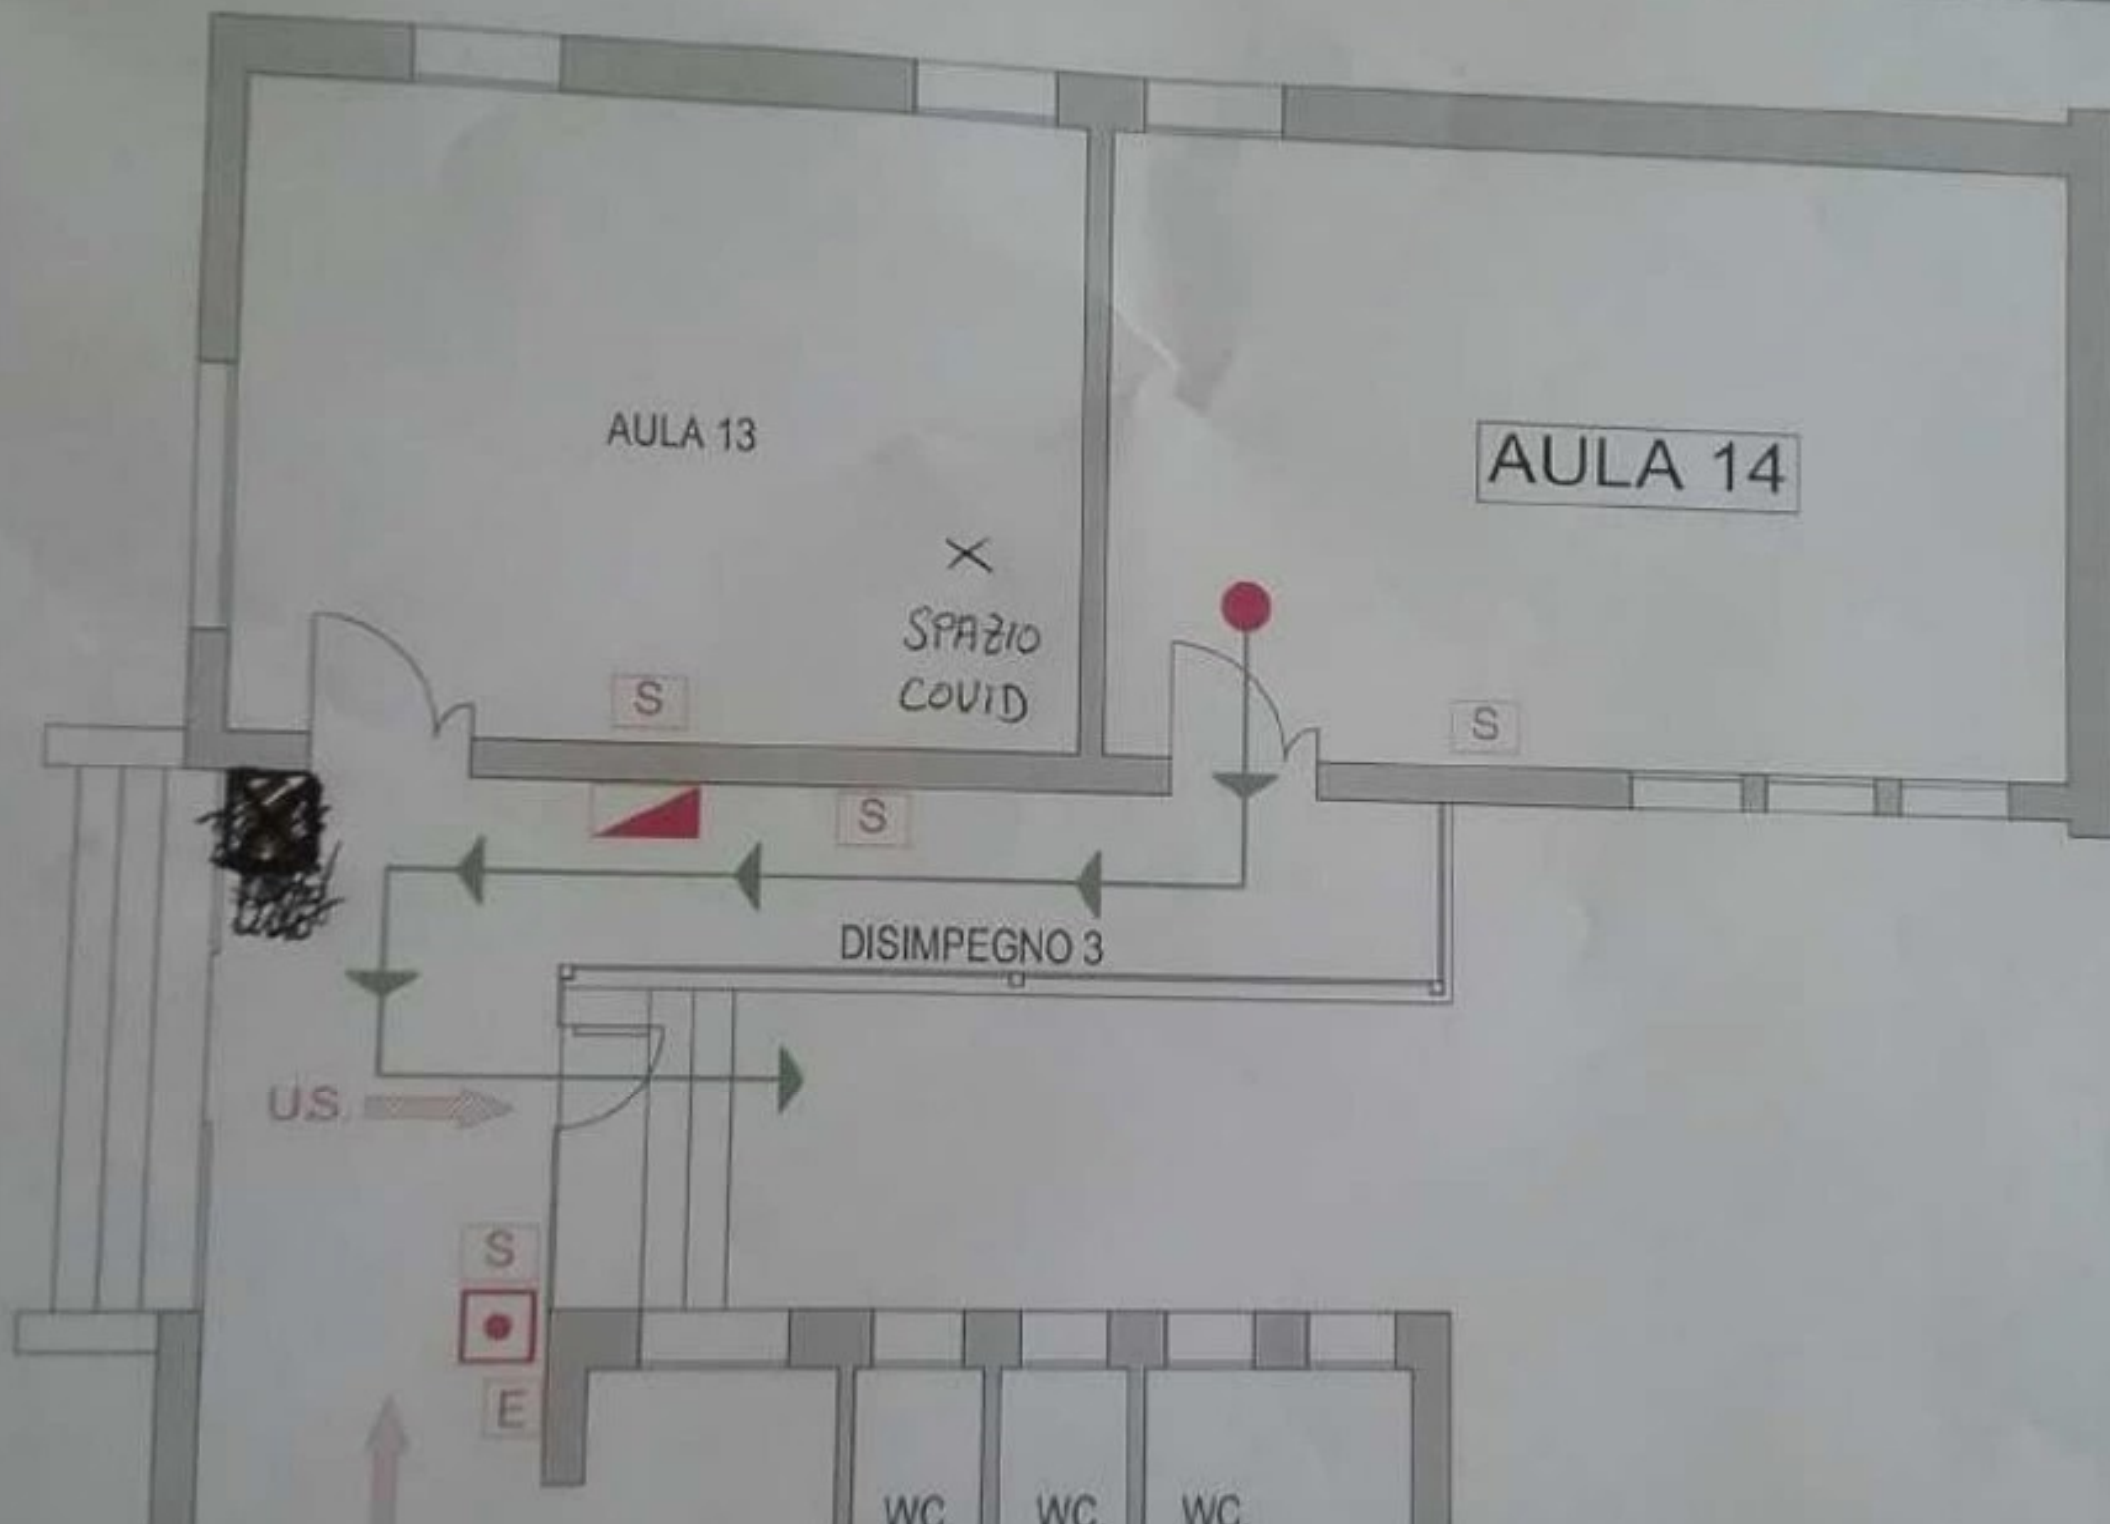 AULA 13
AULA 14
SPAZIO
COVID
S
S
S
DISIMPEGNO 3
U.S.
S
E
WC
WC
WC